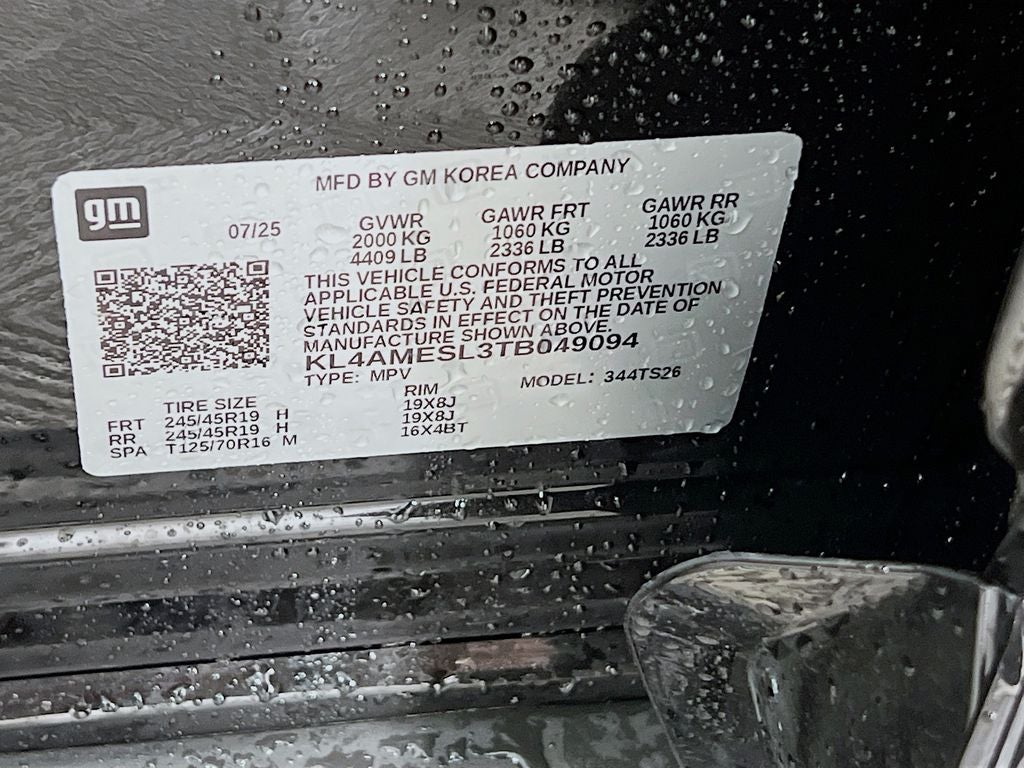 MFD BY GM KOREA COMPANY
gm
07/25
GVWR GAWR FRT GAWR RR
2000 KG 1060 KG 1060 KG
4409 LB 2336 LB 2336 LB
THIS VEHICLE CONFORMS TO ALL
APPLICABLE U.S. FEDERAL MOTOR
VEHICLE SAFETY AND THEFT PREVENTION
STANDARDS IN EFFECT ON THE DATE OF
MANUFACTURE SHOWN ABOVE.
KL4AMESL3TB049094
TYPE: MPV MODEL: 344TS26
TIRE SIZE RIM
FRT 245/45R19 H 19X8J
RR 245/45R19 H 19X8J
SPA T125/70R16 M 16X4BT